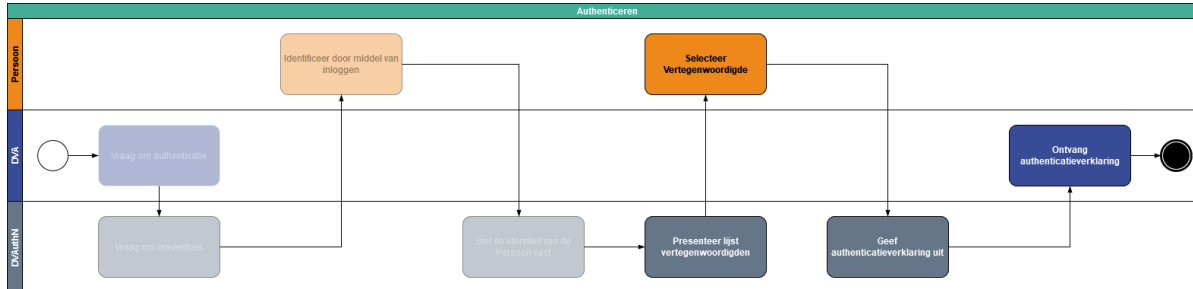 Authenticeren
Persoon
Identificeer door middel van
inloggen
Selecteer
Vertegenwoordigde
DVA
Vraag om authenticatie
Ontvang
authenticatieverklaring
DVAuthN
Vraag om credentials
Stel de identiteit van de
Persoon vast
Presenteer lijst
vertegenwoordigden
Geef
authenticatieverklaring uit